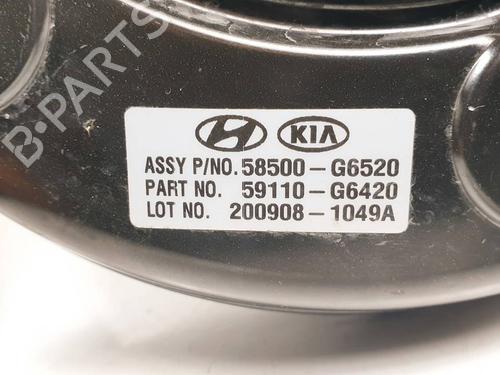 B-PARTS
KIA
ASSY P/NO. 58500-G6520
PART NO. 59110-G6420
LOT NO. 200908-1049A